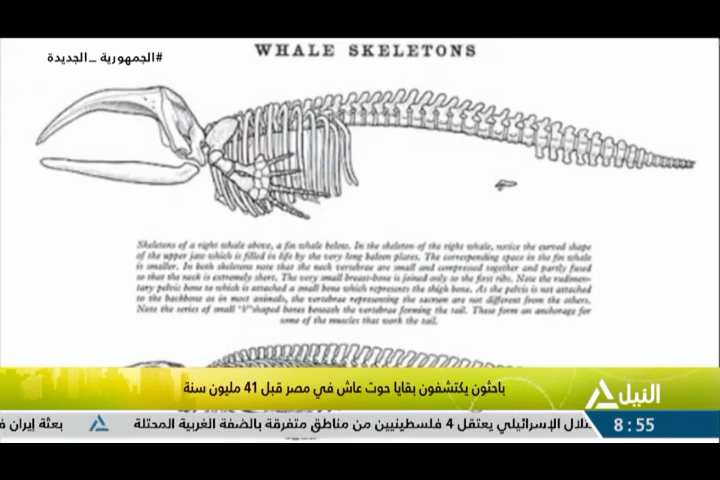 #الجمهورية _الجديدة
WHALE SKELETONS
Skeletons of a right whale above, a fin whale below. In the skeleton of the right whale, notice the curved shape
of the upper jaw which is filled in life by the very long baleen plates. The corresponding space in the fin whale
is smaller. In both skeletons note that the neck vertebrae are small and compressed together and partly fused
so that the neck is extremely short. The very small breast-bone is joined only to the first ribs. Note the rudimen-
tary pelvic bone to which is attached a small bone which represents the thigh bone. As the pelvis is not attached
to the backbone as in most animals, the vertebrae representing the sacrum are not different from the others.
Note the series of small "V"shaped bones beneath the vertebrae forming the tail. These form an anchorage for
some of the muscles that work the tail.
باحثون يكتشفون بقايا حوت عاش في مصر قبل 41 مليون سنة
النيل
الإسرائيلي يعتقل 4 فلسطينيين من مناطق متفرقة بالضفة الغربية المحتلة
بعثة إيران
8:55